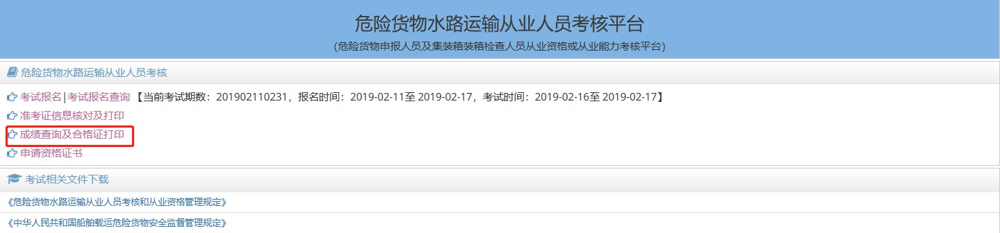 危险货物水路运输从业人员考核平台
(危险货物申报人员及集装箱装箱检查人员从业资格或从业能力考核平台)
危险货物水路运输从业人员考核
考试报名|考试报名查询 【当前考试期数：201902110231，报名时间：2019-02-11至 2019-02-17，考试时间：2019-02-16至 2019-02-17】
准考证信息核对及打印
成绩查询及合格证打印
申请资格证书
考试相关文件下载
《危险货物水路运输从业人员考核和从业资格管理规定》
《中华人民共和国船舶载运危险货物安全监督管理规定》